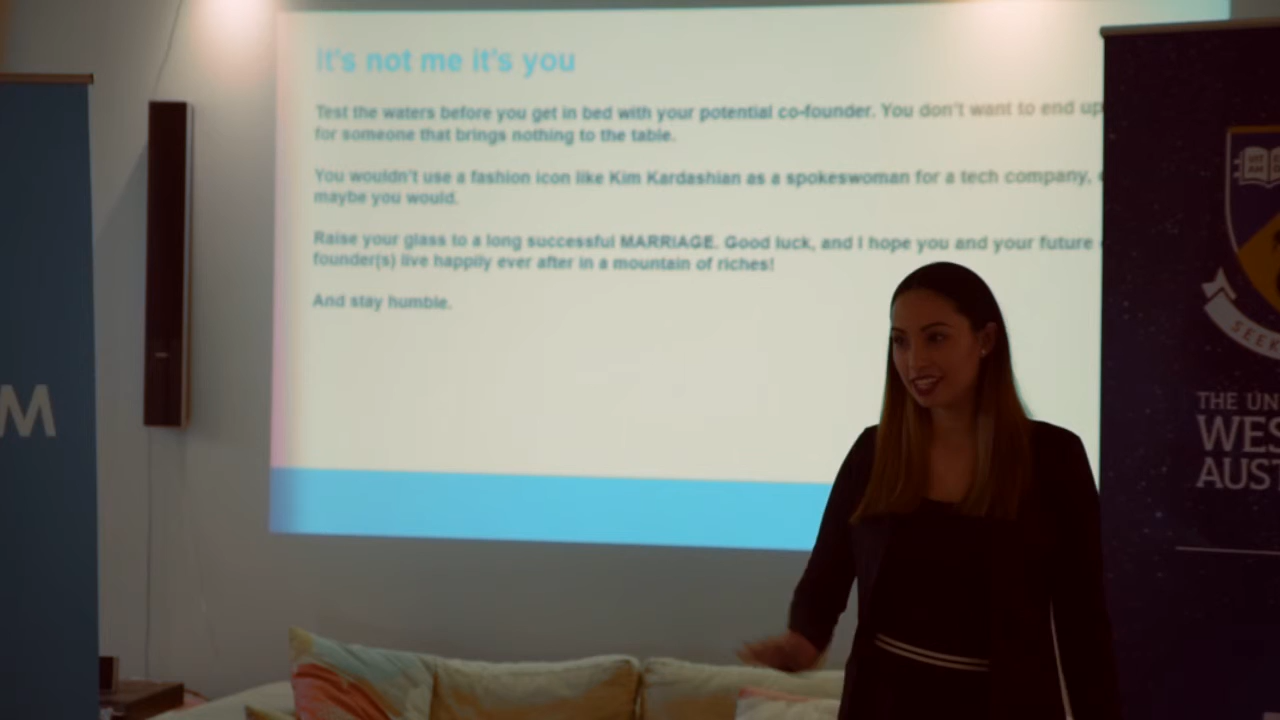 it's not me it's you
Test the waters before you get in bed with your potential co-founder. You don't want to end up
for someone that brings nothing to the table.
You wouldn't use a fashion icon like Kim Kardashian as a spokeswoman for a tech company,
maybe you would.
Raise your glass to a long successful MARRIAGE. Good luck, and I hope you and your future
founder(s) live happily ever after in a mountain of riches!
And stay humble.
M
SEEK
THE UN
WES
AUST